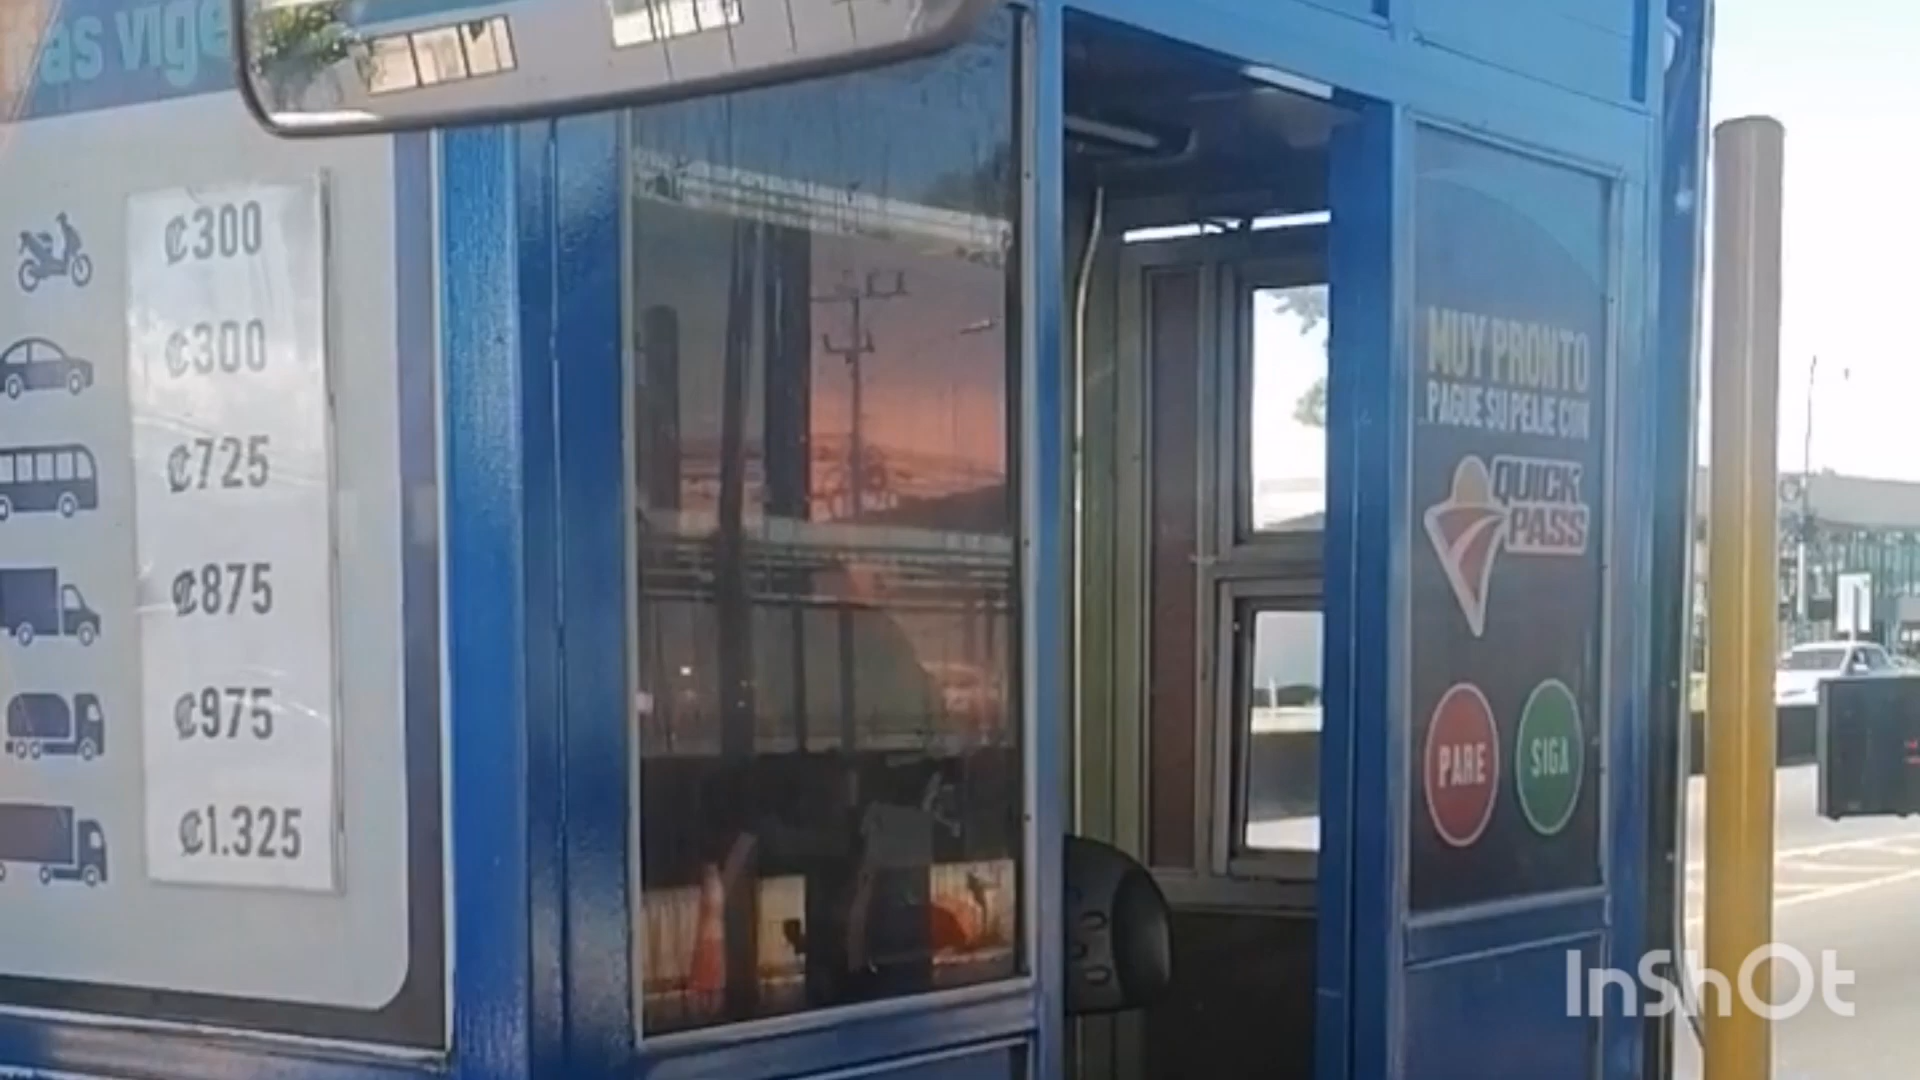 as vige
₡300
₡300
₡725
₡875
₡975
₡1.325
MUY PRONTO
PAGUE SU PEAJE CON
QUICK
PASS
PARE
SIGA
InShOt